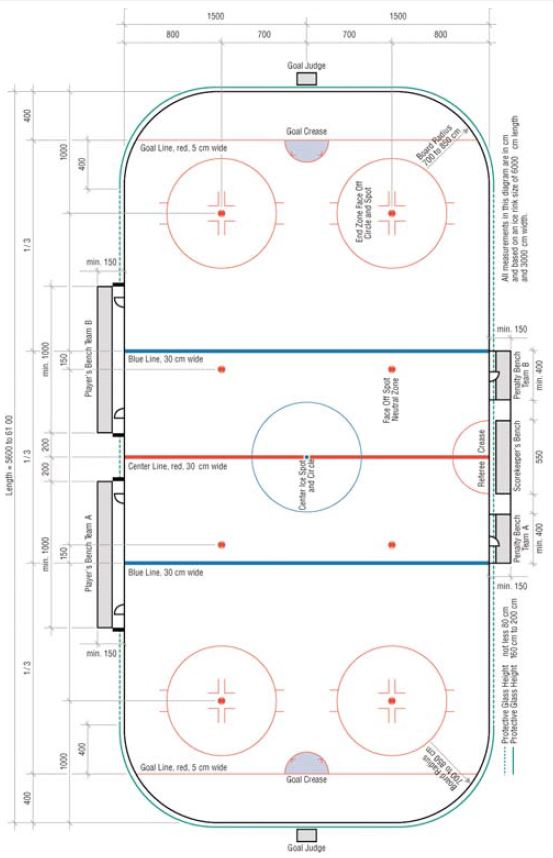 1500
1500
800
700
700
800
Goal Judge
400
1000
400
Goal Line, red, 5 cm wide
Goal Crease
Board Radius
700 to 850 cm
End Zone Face Off
Circle and Spot
All measurements in this diagram are in cm
and based on an ice rink size of 6000 cm length
and 3000 cm width.
1/3
min. 150
min. 150
Length = 5600 to 61 00
min. 1000
150
Player's Bench Team B
Blue Line, 30 cm wide
Face Off Spot
Neutral Zone
Penalty Bench
Team B
min. 400
1/3
200
200
Center Line, red, 30 cm wide
Center Ice Spot
and Circle
Referee Crease
Scorekeeper's Bench
550
min. 1000
150
Player's Bench Team A
Penalty Bench
Team A
min. 400
Blue Line, 30 cm wide
min. 150
min. 150
1/3
Protective Glass Height not less 80 cm
Protective Glass Height 160 cm to 200 cm
1000
400
400
Goal Line, red, 5 cm wide
Goal Crease
Board Radius
700 to 850 cm
Goal Judge